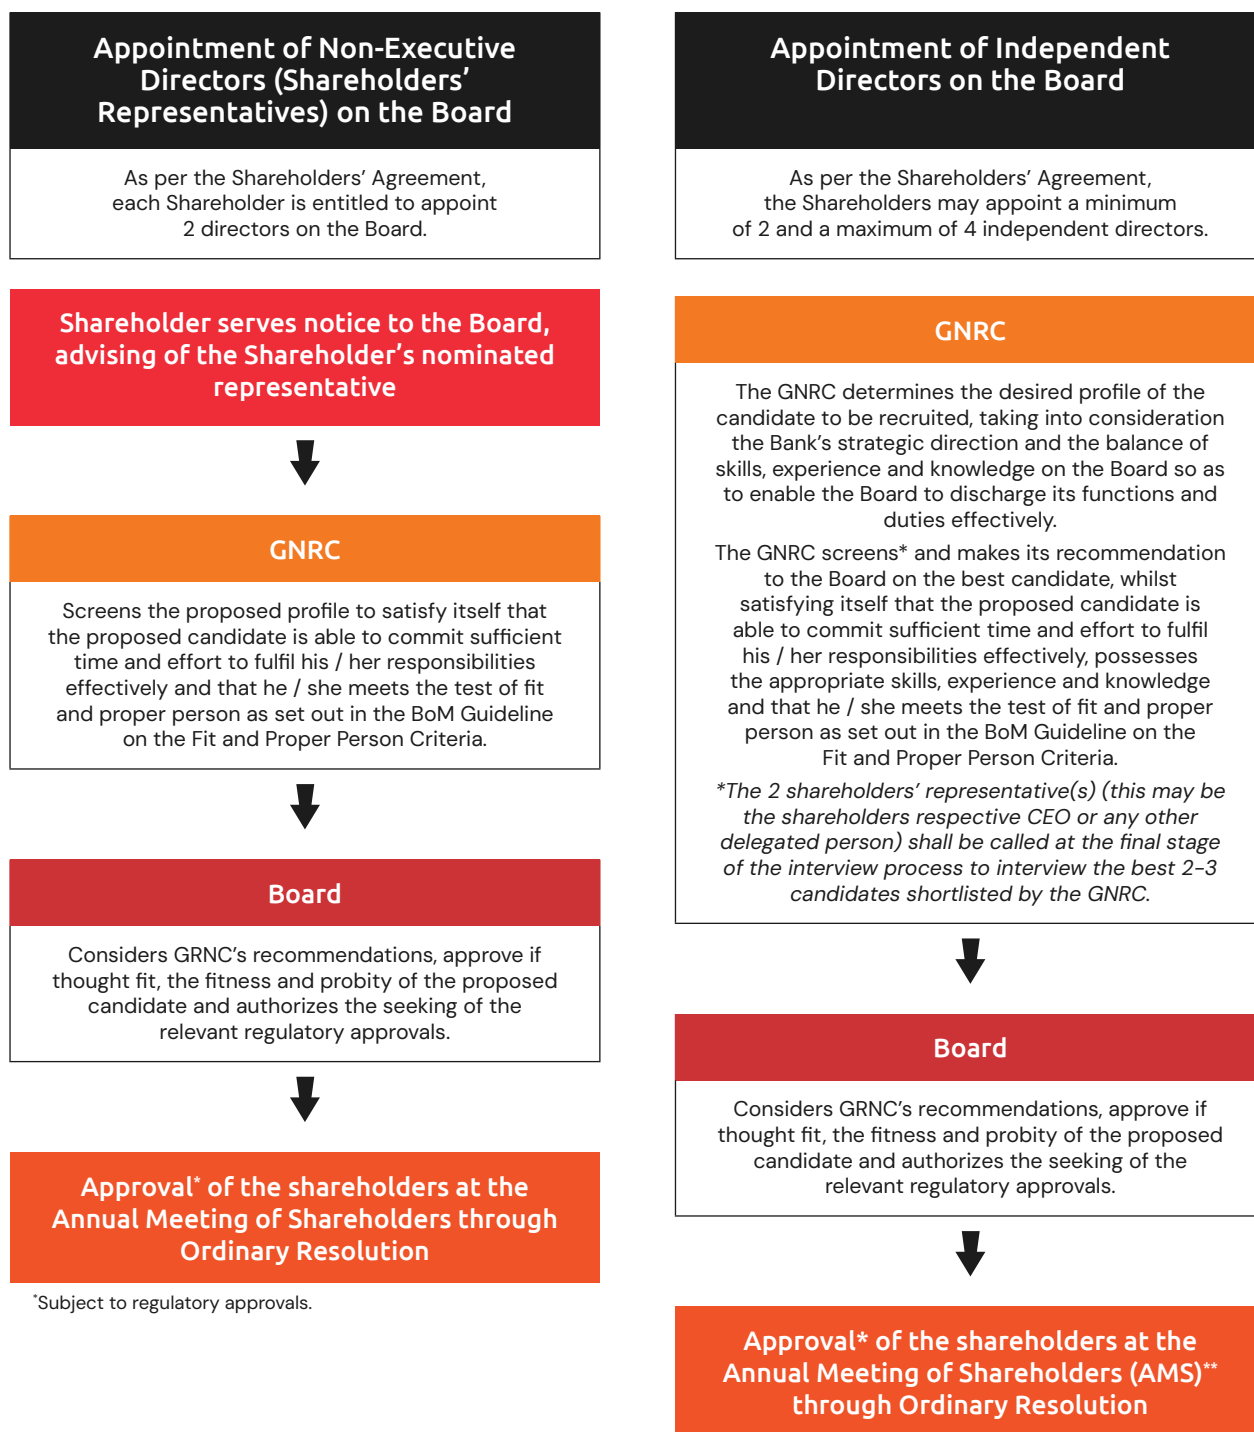 Appointment of Non-Executive
Directors (Shareholders’
Representatives) on the Board
As per the Shareholders’ Agreement,
each Shareholder is entitled to appoint
2 directors on the Board.
Shareholder serves notice to the Board,
advising of the Shareholder’s nominated
representative
GNRC
Screens the proposed profile to satisfy itself that
the proposed candidate is able to commit sufficient
time and effort to fulfil his / her responsibilities
effectively and that he / she meets the test of fit
and proper person as set out in the BoM Guideline
on the Fit and Proper Person Criteria.
Board
Considers GRNC’s recommendations, approve if
thought fit, the fitness and probity of the proposed
candidate and authorizes the seeking of the
relevant regulatory approvals.
Approval* of the shareholders at the
Annual Meeting of Shareholders through
Ordinary Resolution
*Subject to regulatory approvals.
Appointment of Independent
Directors on the Board
As per the Shareholders’ Agreement,
the Shareholders may appoint a minimum
of 2 and a maximum of 4 independent directors.
GNRC
The GNRC determines the desired profile of the
candidate to be recruited, taking into consideration
the Bank’s strategic direction and the balance of
skills, experience and knowledge on the Board so as
to enable the Board to discharge its functions and
duties effectively.
The GNRC screens* and makes its recommendation
to the Board on the best candidate, whilst
satisfying itself that the proposed candidate is
able to commit sufficient time and effort to fulfil
his / her responsibilities effectively, possesses
the appropriate skills, experience and knowledge
and that he / she meets the test of fit and proper
person as set out in the BoM Guideline on the
Fit and Proper Person Criteria.
*The 2 shareholders’ representative(s) (this may be
the shareholders respective CEO or any other
delegated person) shall be called at the final stage
of the interview process to interview the best 2-3
candidates shortlisted by the GNRC.
Board
Considers GRNC’s recommendations, approve if
thought fit, the fitness and probity of the proposed
candidate and authorizes the seeking of the
relevant regulatory approvals.
Approval* of the shareholders at the
Annual Meeting of Shareholders (AMS)**
through Ordinary Resolution